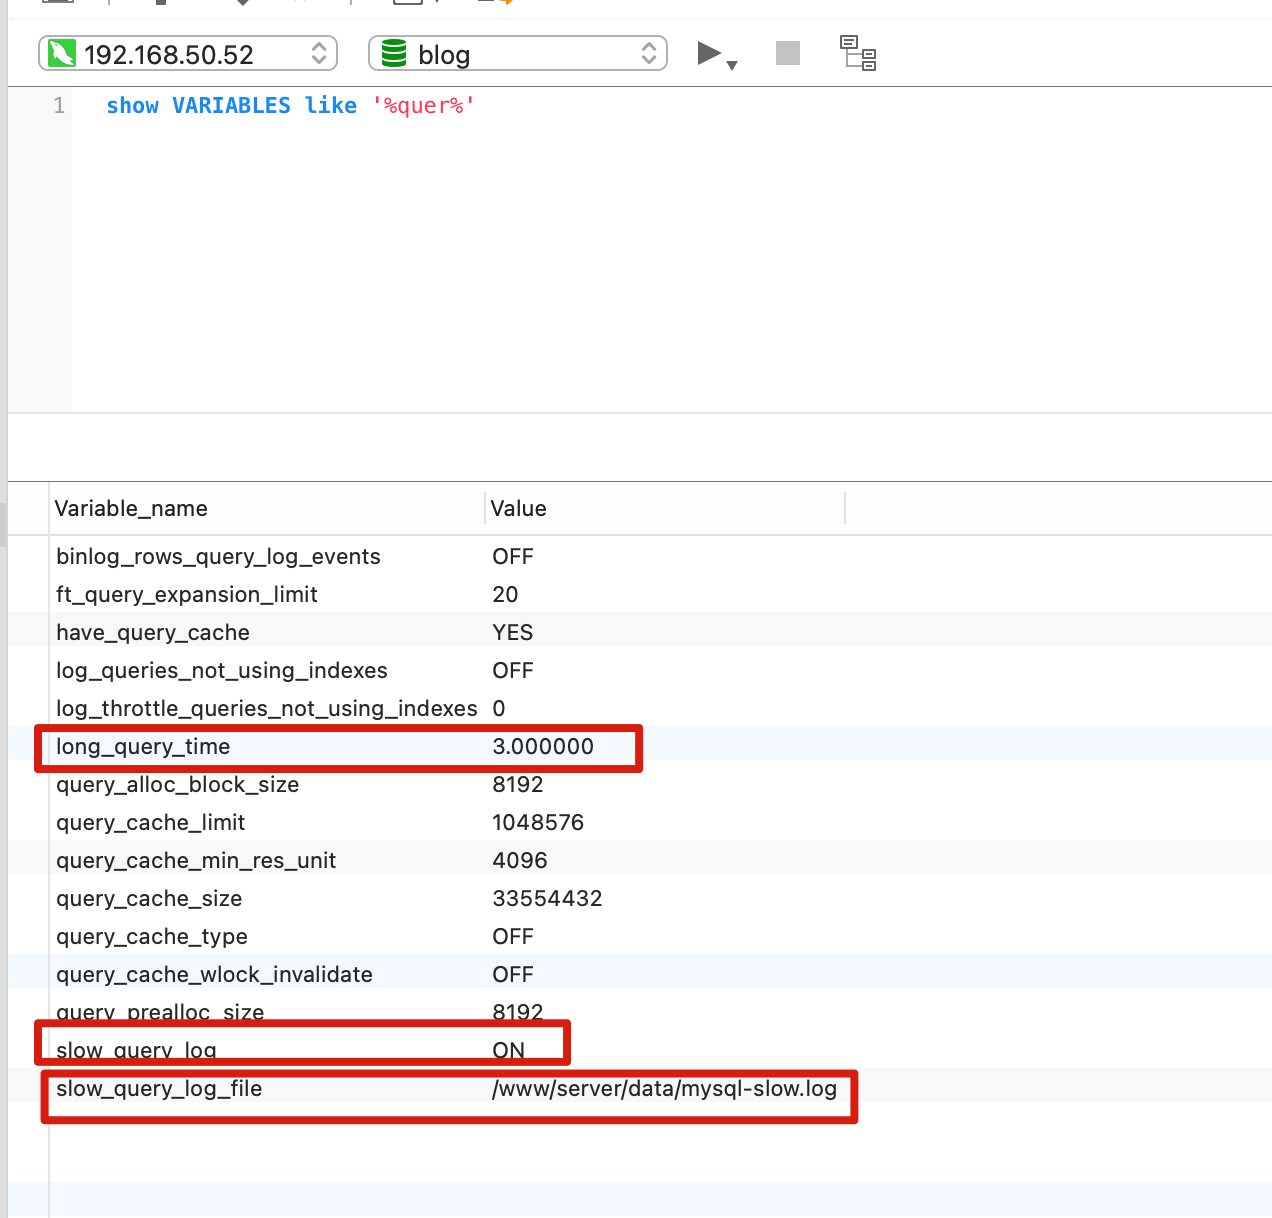 192.168.50.52 blog
1 show VARIABLES like '%quer%'
Variable_name Value
binlog_rows_query_log_events OFF
ft_query_expansion_limit 20
have_query_cache YES
log_queries_not_using_indexes OFF
log_throttle_queries_not_using_indexes 0
long_query_time 3.000000
query_alloc_block_size 8192
query_cache_limit 1048576
query_cache_min_res_unit 4096
query_cache_size 33554432
query_cache_type OFF
query_cache_wlock_invalidate OFF
query_prealloc_size 8192
slow_query_log ON
slow_query_log_file /www/server/data/mysql-slow.log